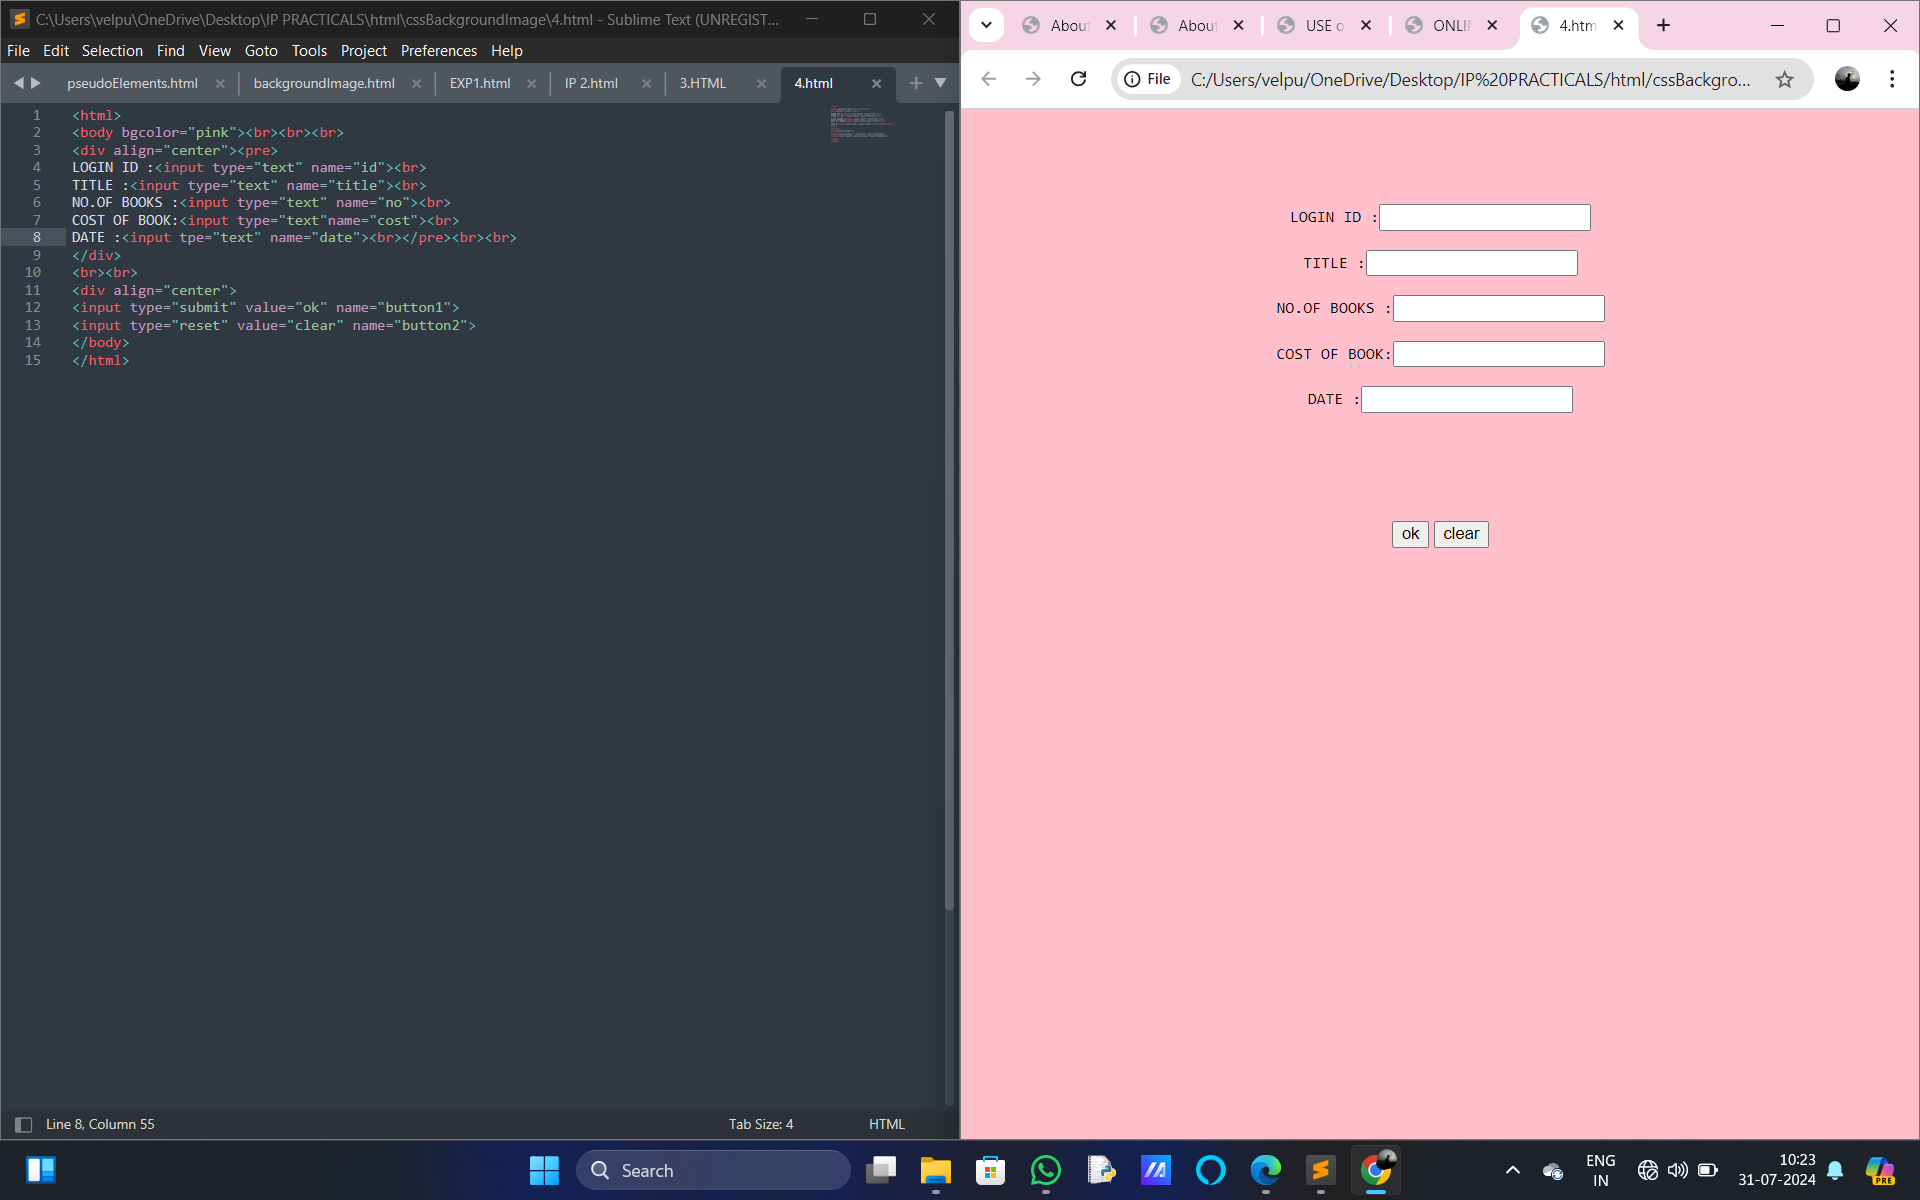 C:\Users\velpu\OneDrive\Desktop\IP PRACTICALS\html\cssBackgroundImage\4.html - Sublime Text (UNREGIST...
File Edit Selection Find View Goto Tools Project Preferences Help
pseudoElements.html backgroundImage.html EXP1.html IP 2.html 3.HTML 4.html
1 <html>
2 <body bgcolor="pink"><br><br><br>
3 <div align="center"><pre>
4 LOGIN ID :<input type="text" name="id"><br>
5 TITLE :<input type="text" name="title"><br>
6 NO.OF BOOKS :<input type="text" name="no"><br>
7 COST OF BOOK:<input type="text"name="cost"><br>
8 DATE :<input tpe="text" name="date"><br></pre><br><br>
9 </div>
10 <br><br>
11 <div align="center">
12 <input type="submit" value="ok" name="button1">
13 <input type="reset" value="clear" name="button2">
14 </body>
15 </html>
Line 8, Column 55 Tab Size: 4 HTML
About About USE o ONLIN 4.htm
File C:/Users/velpu/OneDrive/Desktop/IP%20PRACTICALS/html/cssBackgro...
LOGIN ID :
TITLE :
NO.OF BOOKS :
COST OF BOOK:
DATE :
ok clear
Search
ENG
IN
10:23
31-07-2024
PRE